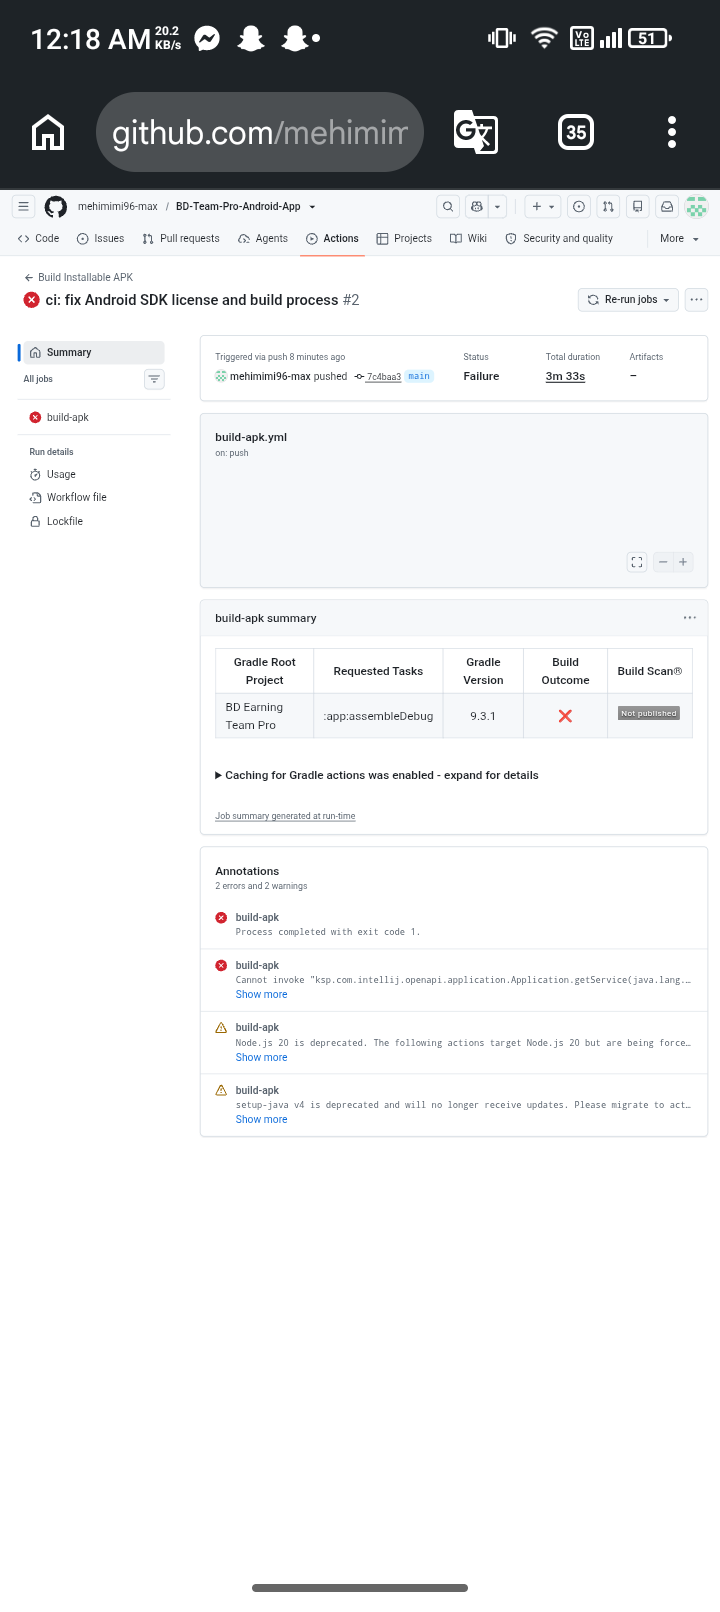 12:18 AM 20.2 KB/s
Vo LTE 51
github.com/mehimim
35
mehimimi96-max / BD-Team-Pro-Android-App
Code Issues Pull requests Agents Actions Projects Wiki Security and quality More
Build Installable APK
ci: fix Android SDK license and build process #2
Re-run jobs
Summary
All jobs
build-apk
Run details
Usage
Workflow file
Lockfile
Triggered via push 8 minutes ago
mehimimi96-max pushed 7c4baa3 main
Status
Failure
Total duration
3m 33s
Artifacts
–
build-apk.yml
on: push
build-apk summary
Gradle Root Project
Requested Tasks
Gradle Version
Build Outcome
Build Scan®
BD Earning Team Pro
:app:assembleDebug
9.3.1
Not published
Caching for Gradle actions was enabled - expand for details
Job summary generated at run-time
Annotations
2 errors and 2 warnings
build-apk
Process completed with exit code 1.
build-apk
Cannot invoke "ksp.com.intellij.openapi.application.Application.getService(java.lang.…
Show more
build-apk
Node.js 20 is deprecated. The following actions target Node.js 20 but are being force…
Show more
build-apk
setup-java v4 is deprecated and will no longer receive updates. Please migrate to act…
Show more